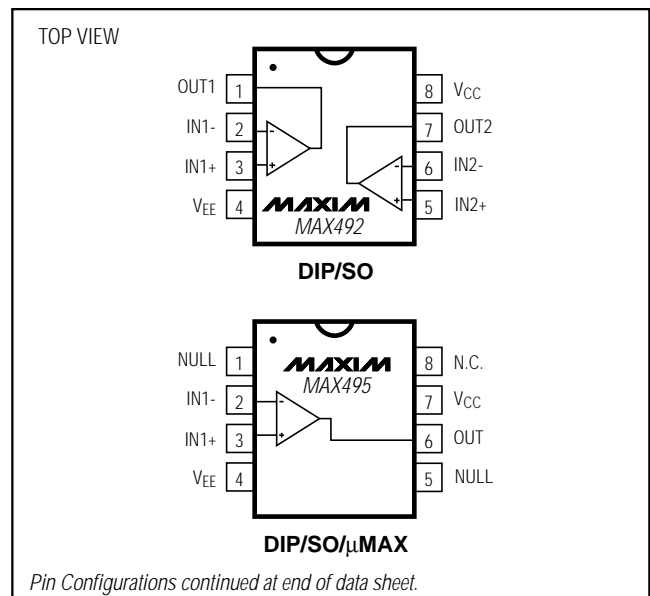 TOP VIEW
OUT1 1
8 VCC
IN1- 2
7 OUT2
IN1+ 3
6 IN2-
VEE 4
5 IN2+
- +
- +
MAXIM
MAX492
DIP/SO
NULL 1
8 N.C.
IN1- 2
7 VCC
IN1+ 3
6 OUT
VEE 4
5 NULL
MAXIM
MAX495
- +
DIP/SO/μMAX
Pin Configurations continued at end of data sheet.